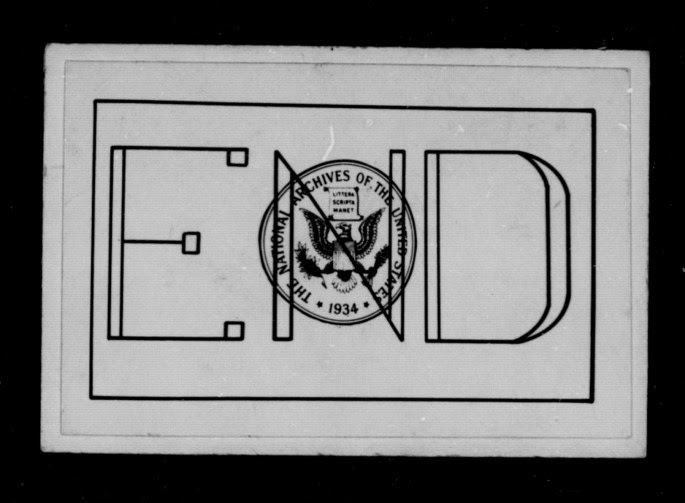 END
THE NATIONAL ARCHIVES OF THE UNITED STATES
LITTERA
SCRIPTA
MANET
★ 1934 ★